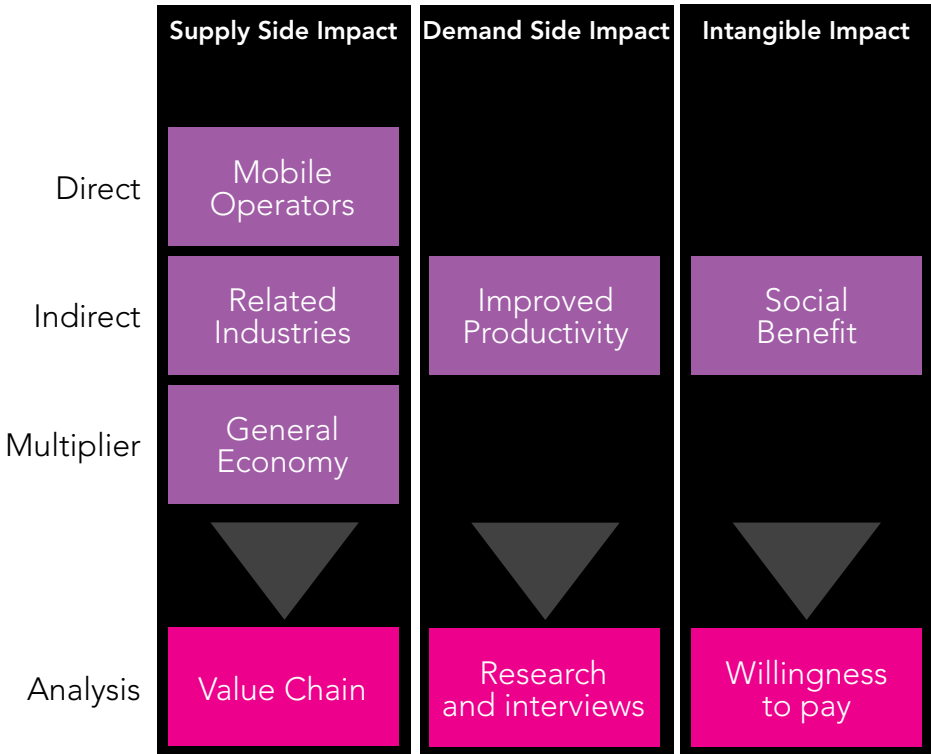 Supply Side Impact
Demand Side Impact
Intangible Impact
Direct
Mobile
Operators
Indirect
Related
Industries
Improved
Productivity
Social
Benefit
Multiplier
General
Economy
Analysis
Value Chain
Research
and interviews
Willingness
to pay